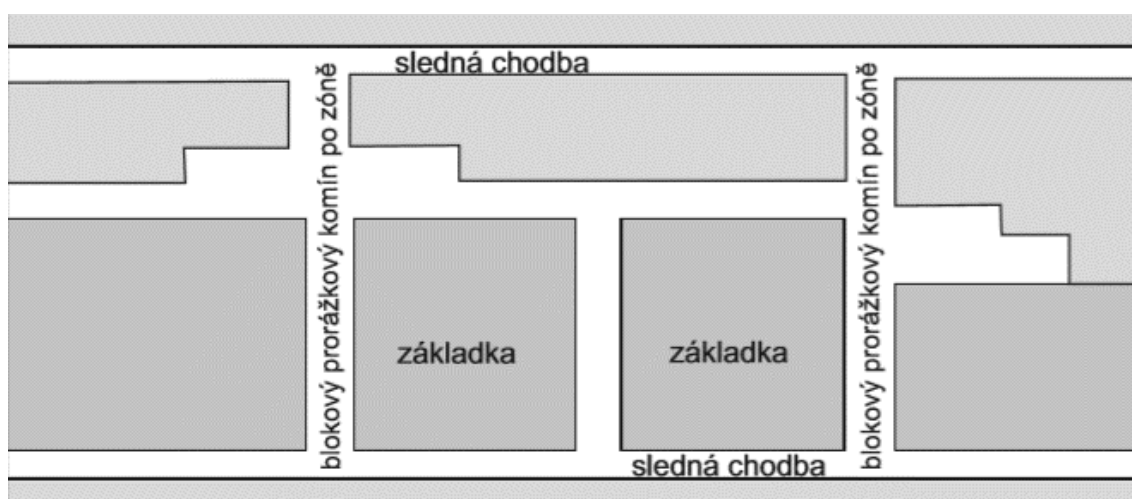 sledná chodba
blokový prorážkový komín po zóně
blokový prorážkový komín po zóně
základka
základka
sledná chodba